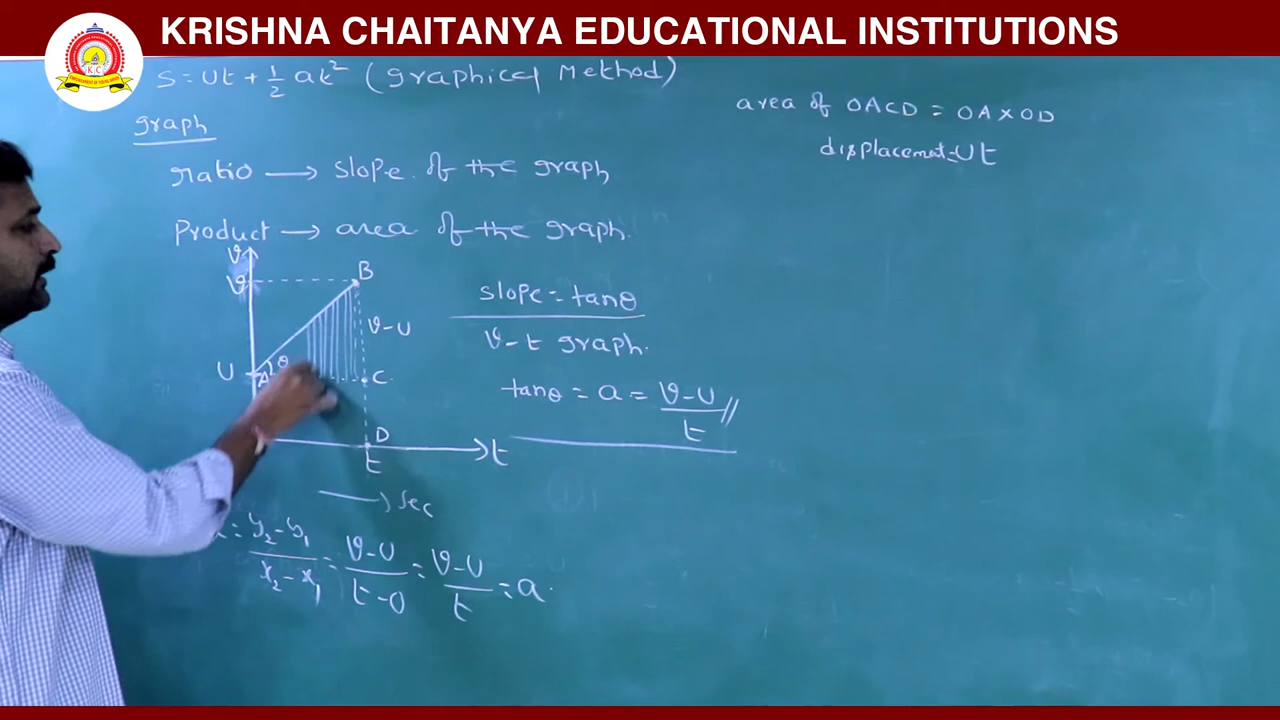 KRISHNA CHAITANYA EDUCATIONAL INSTITUTIONS
K.C
S = Ut + 1/2 at² (Graphical Method)
graph
ratio → slope of the graph
Product → area of the graph.
V
V
B
V-U
U
A
θ
C
D
t
t
→ sec
= y₂-y₁/x₂-x₁ = V-U/t-0 = V-U/t = a.
slope = tanθ
V-t graph.
tanθ = a = V-U/t //
area of OACD = OA×OD
displacement = Ut